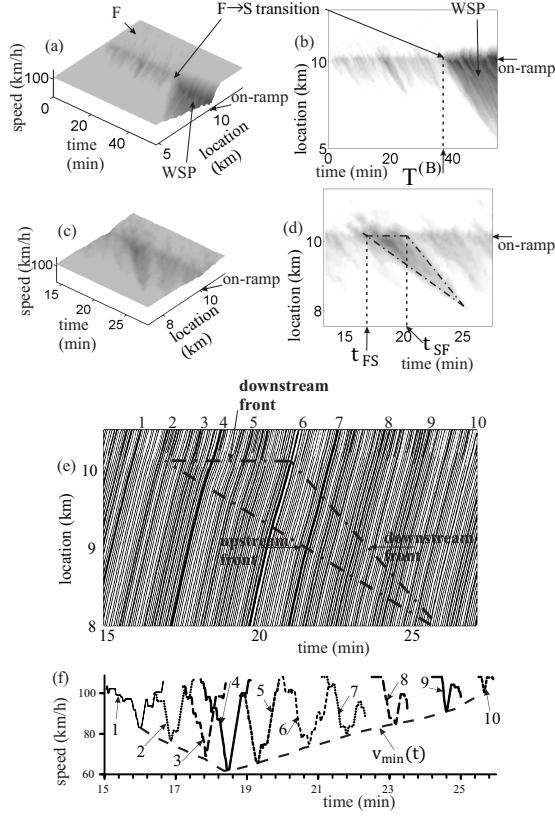 F
F→S transition
WSP
(a)
(b)
speed (km/h)
100
0
20
40
time
(min)
5
10
location
(km)
on-ramp
WSP
location (km)
10
5
0
20
40
time (min)
T(B)
on-ramp
(c)
(d)
speed
(km/h)
100
15
20
25
time
(min)
8
10
location
(km)
on-ramp
location
(km)
10
8
15
20
25
time (min)
t FS
t SF
on-ramp
downstream
front
1 2 3 4 5 6 7 8 9 10
(e)
location (km)
10
9
8
upstream
front
downstream
front
15 20 25
time (min)
(f)
speed (km/h)
100
80
60
1
2
3
4
5
6
7
8
9
10
vmin(t)
15 17 19 21 23 25
time (min)